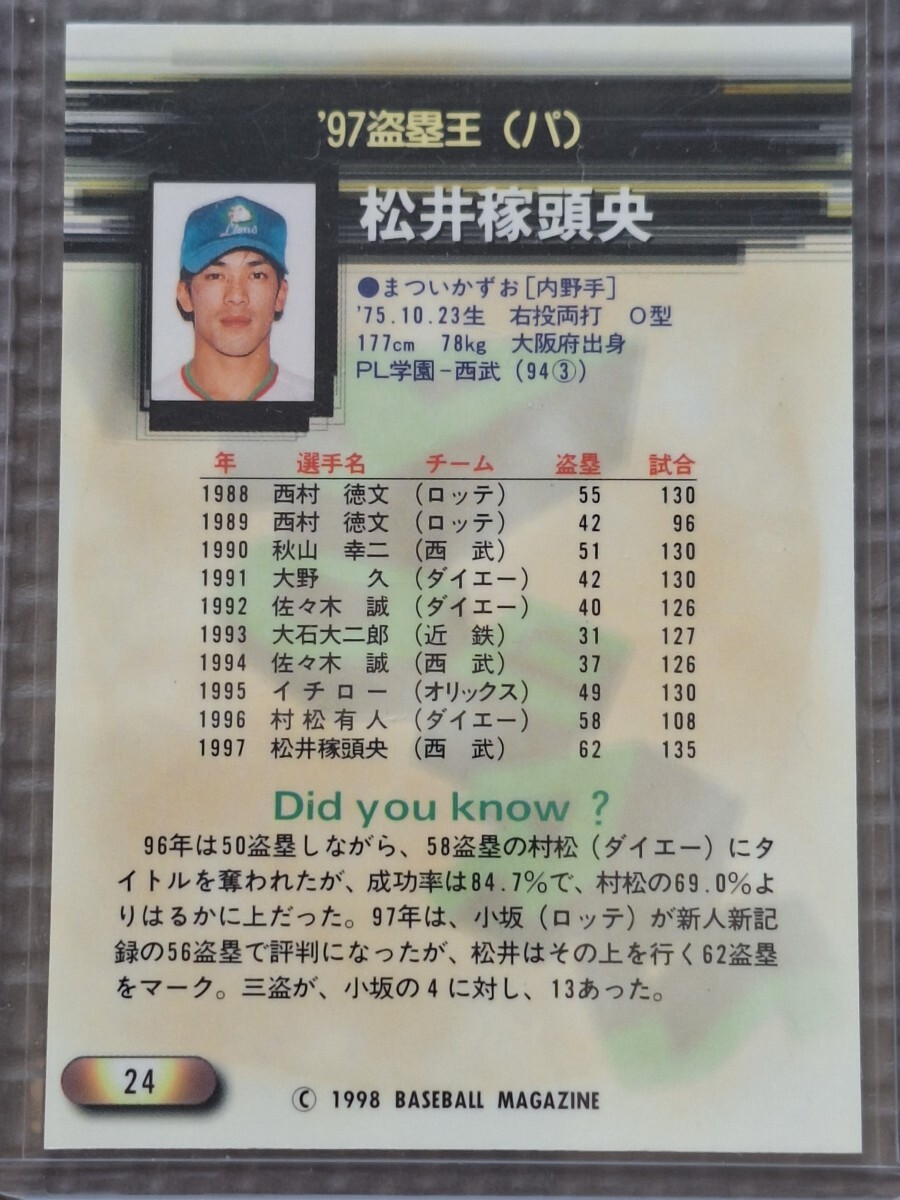 '97盗塁王（パ）
Lions
松井稼頭央
●まついかずお［内野手］
'75.10.23生　右投両打　O型
177cm　78kg　大阪府出身
PL学園－西武（94③）
年　選手名　チーム　盗塁　試合
1988　西村　徳文　（ロッテ）　55　130
1989　西村　徳文　（ロッテ）　42　96
1990　秋山　幸二　（西　武）　51　130
1991　大野　久　（ダイエー）　42　130
1992　佐々木　誠　（ダイエー）　40　126
1993　大石大二郎　（近　鉄）　31　127
1994　佐々木　誠　（西　武）　37　126
1995　イチロー　（オリックス）　49　130
1996　村松有人　（ダイエー）　58　108
1997　松井稼頭央　（西　武）　62　135
Did you know ?
96年は50盗塁しながら、58盗塁の村松（ダイエー）にタ
イトルを奪われたが、成功率は84.7％で、村松の69.0％よ
りはるかに上だった。97年は、小坂（ロッテ）が新人新記
録の56盗塁で評判になったが、松井はその上を行く62盗塁
をマーク。三盗が、小坂の4に対し、13あった。
24
© 1998 BASEBALL MAGAZINE